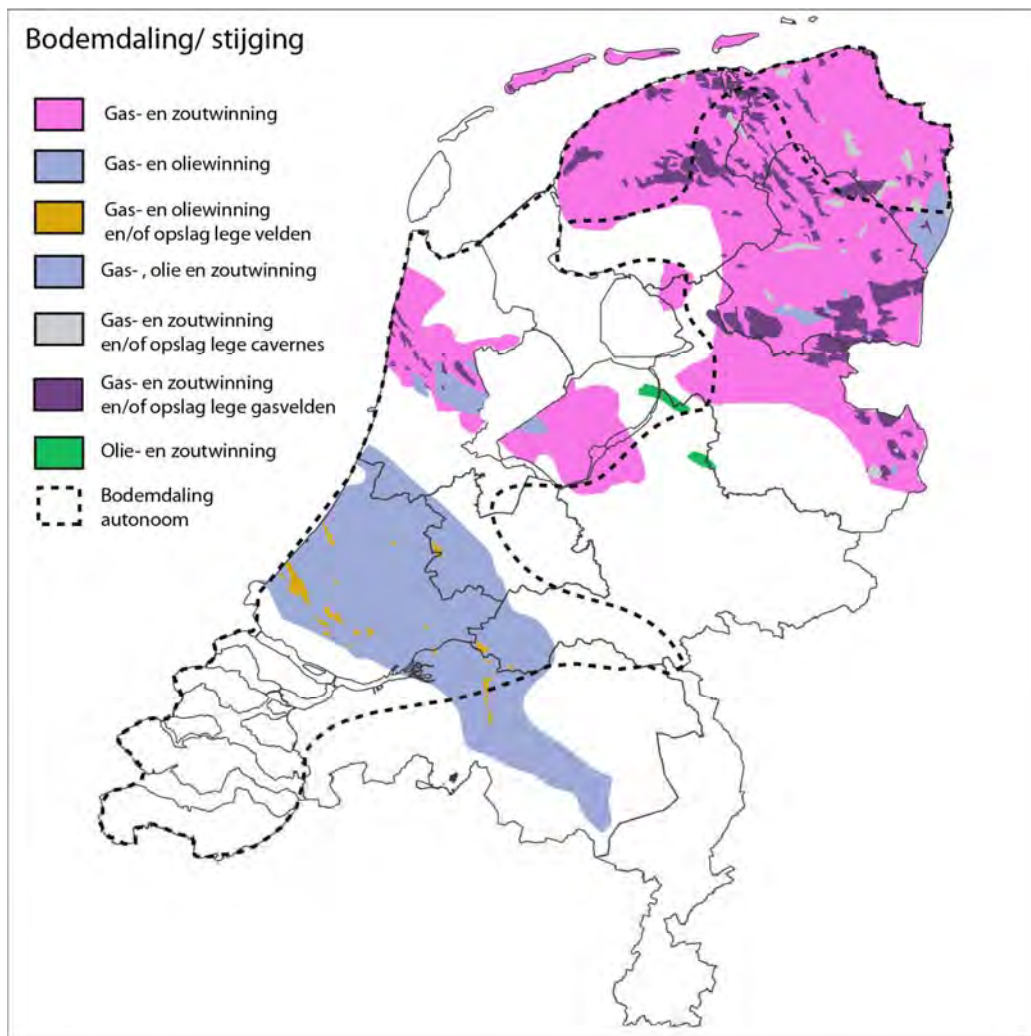 Bodemdaling/ stijging
Gas- en zoutwinning
Gas- en oliewinning
Gas- en oliewinning
en/of opslag lege velden
Gas- , olie en zoutwinning
Gas- en zoutwinning
en/of opslag lege cavernes
Gas- en zoutwinning
en/of opslag lege gasvelden
Olie- en zoutwinning
Bodemdaling
autonoom